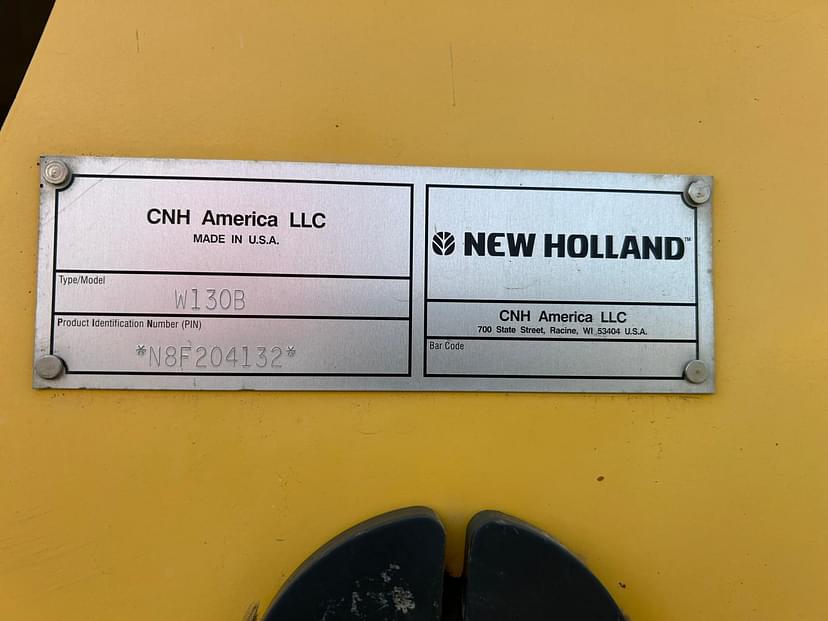 CNH America LLC
MADE IN U.S.A.
Type/Model
W130B
Product Identification Number (PIN)
*N8F204132*
NEW HOLLAND™
CNH America LLC
700 State Street, Racine, WI 53404 U.S.A.
Bar Code